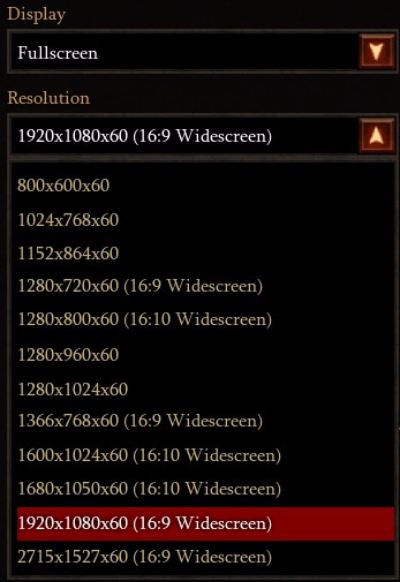 Display
Fullscreen
Resolution
1920x1080x60 (16:9 Widescreen)
800x600x60
1024x768x60
1152x864x60
1280x720x60 (16:9 Widescreen)
1280x800x60 (16:10 Widescreen)
1280x960x60
1280x1024x60
1366x768x60 (16:9 Widescreen)
1600x1024x60 (16:10 Widescreen)
1680x1050x60 (16:10 Widescreen)
1920x1080x60 (16:9 Widescreen)
2715x1527x60 (16:9 Widescreen)